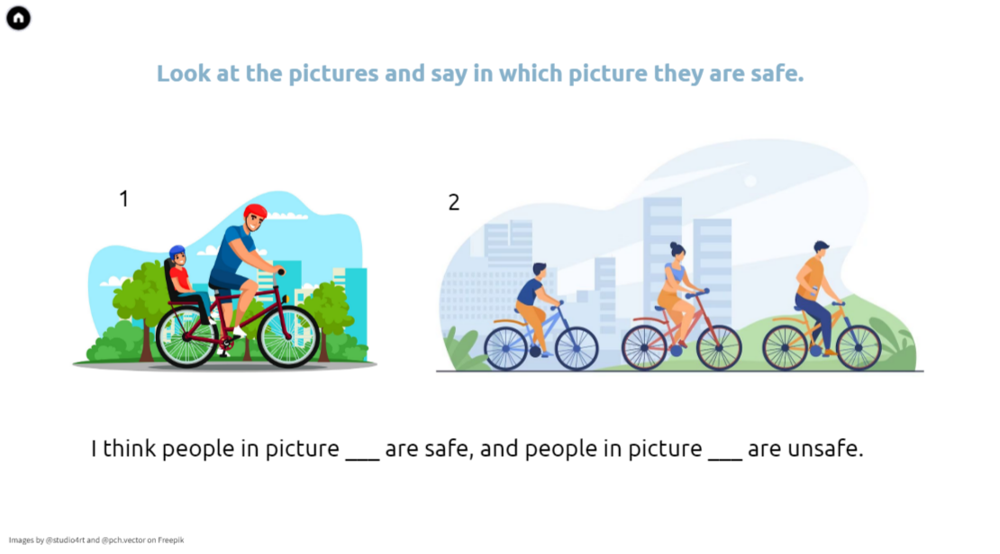 Look at the pictures and say in which picture they are safe.
1
2
I think people in picture ___ are safe, and people in picture ___ are unsafe.
Images by @studio4rt and @pch.vector on Freepik